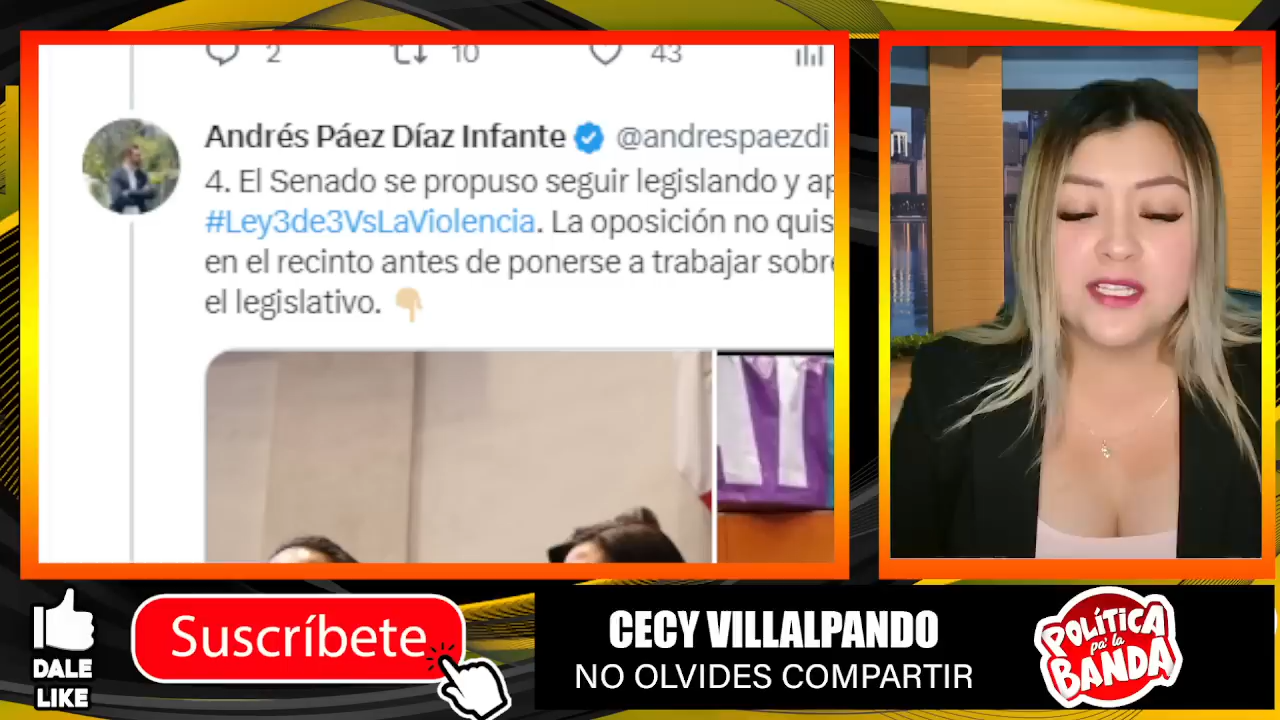 2 10 43
Andrés Páez Díaz Infante @andrespaezdi
4. El Senado se propuso seguir legislando y ap
#Ley3de3VsLaViolencia. La oposición no quis
en el recinto antes de ponerse a trabajar sobre
el legislativo. 👇🏼
DALE
LIKE
Suscríbete
CECY VILLALPANDO
NO OLVIDES COMPARTIR
POLÍTICA
pa' la
BANDA